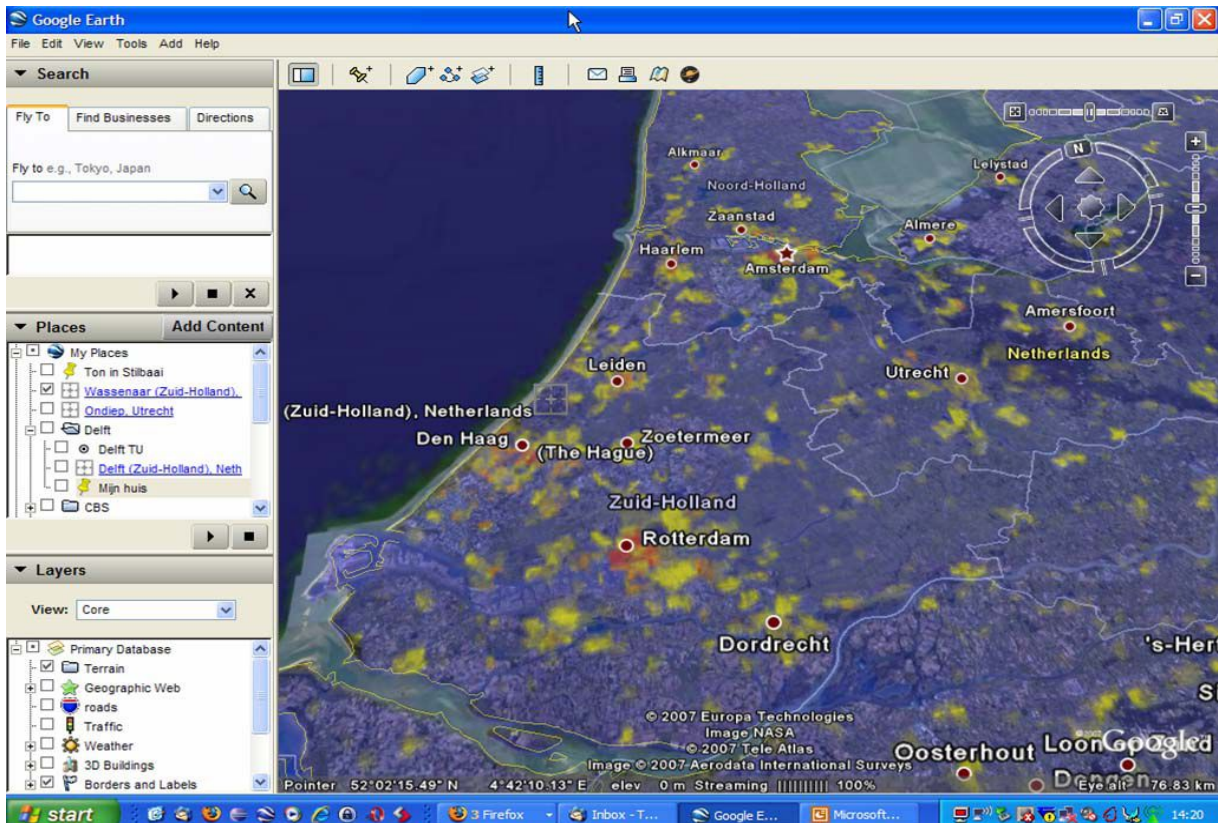 Google Earth
File Edit View Tools Add Help
Search
Fly To Find Businesses Directions
Fly to e.g., Tokyo, Japan
Places Add Content
My Places
Ton in Stilbaai
Wassenaar (Zuid-Holland),
Ondiep, Utrecht
Delft
Delft TU
Delft (Zuid-Holland), Neth
Mijn huis
CBS
Layers
View: Core
Primary Database
Terrain
Geographic Web
roads
Traffic
Weather
3D Buildings
Borders and Labels
N
Alkmaar
Lelystad
Noord-Holland
Zaanstad
Almere
Haarlem
Amsterdam
Amersfoort
Netherlands
Leiden
Utrecht
(Zuid-Holland), Netherlands
Den Haag
Zoetermeer
(The Hague)
Zuid-Holland
Rotterdam
Dordrecht
's-Hert
© 2007 Europa Technologies
Image NASA
© 2007 Tele Atlas
Image © 2007 Aerodata International Surveys
Google
Oosterhout
Pointer 52°02'15.49" N 4°42'10.13" E elev 0 m Streaming |||||||||| 100% Eye alt 76.83 km
start 3 Firefox Inbox - T... Google E... Microsoft... 14:20